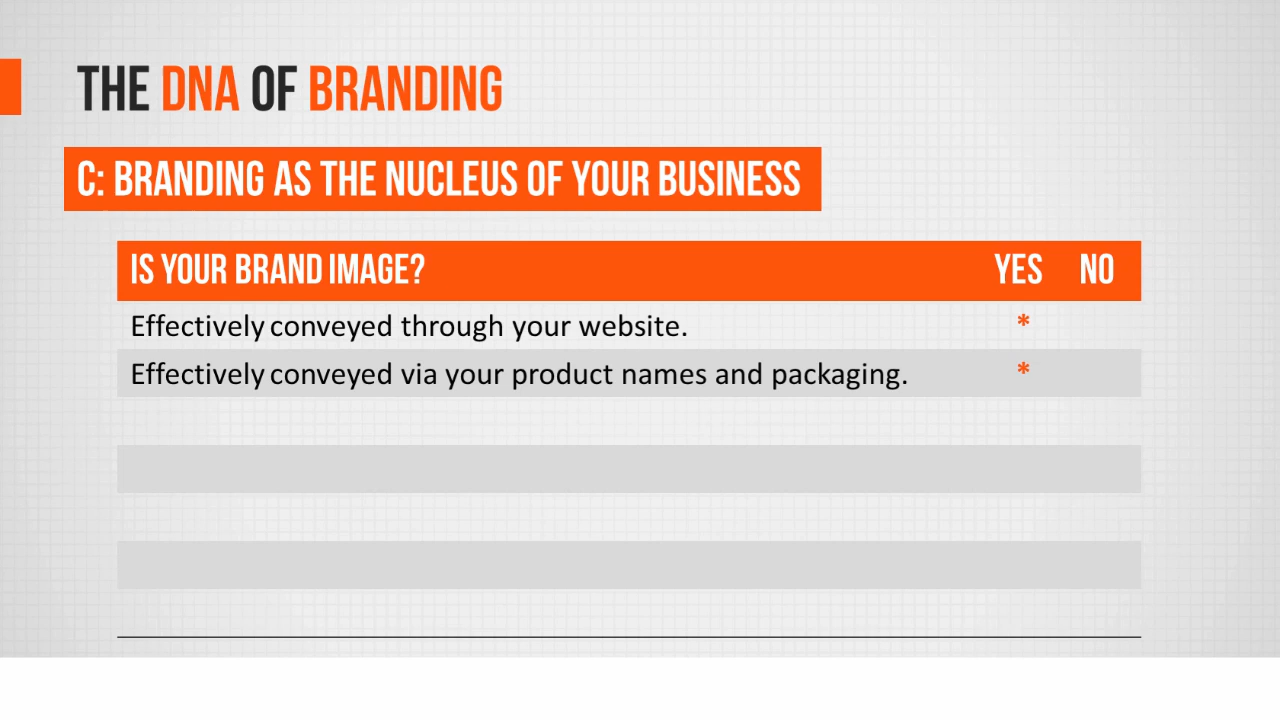 THE DNA OF BRANDING
C: BRANDING AS THE NUCLEUS OF YOUR BUSINESS
IS YOUR BRAND IMAGE? YES NO
Effectively conveyed through your website. *
Effectively conveyed via your product names and packaging. *